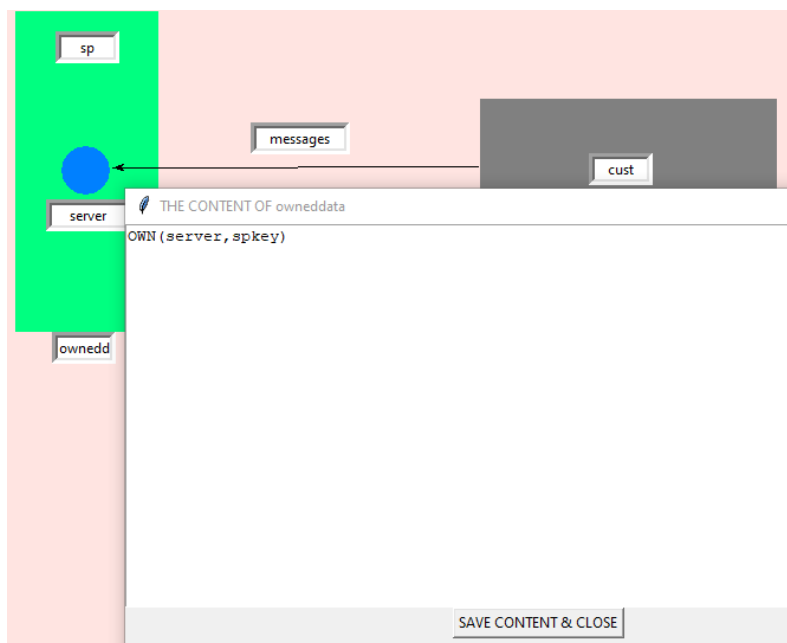 sp
messages
cust
server
THE CONTENT OF owneddata
OWN(server,spkey)
ownedd
SAVE CONTENT & CLOSE